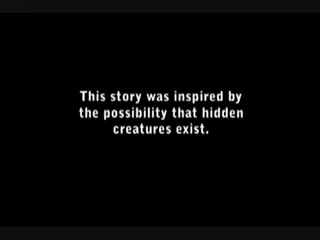 This story was inspired by
the possibility that hidden
creatures exist.